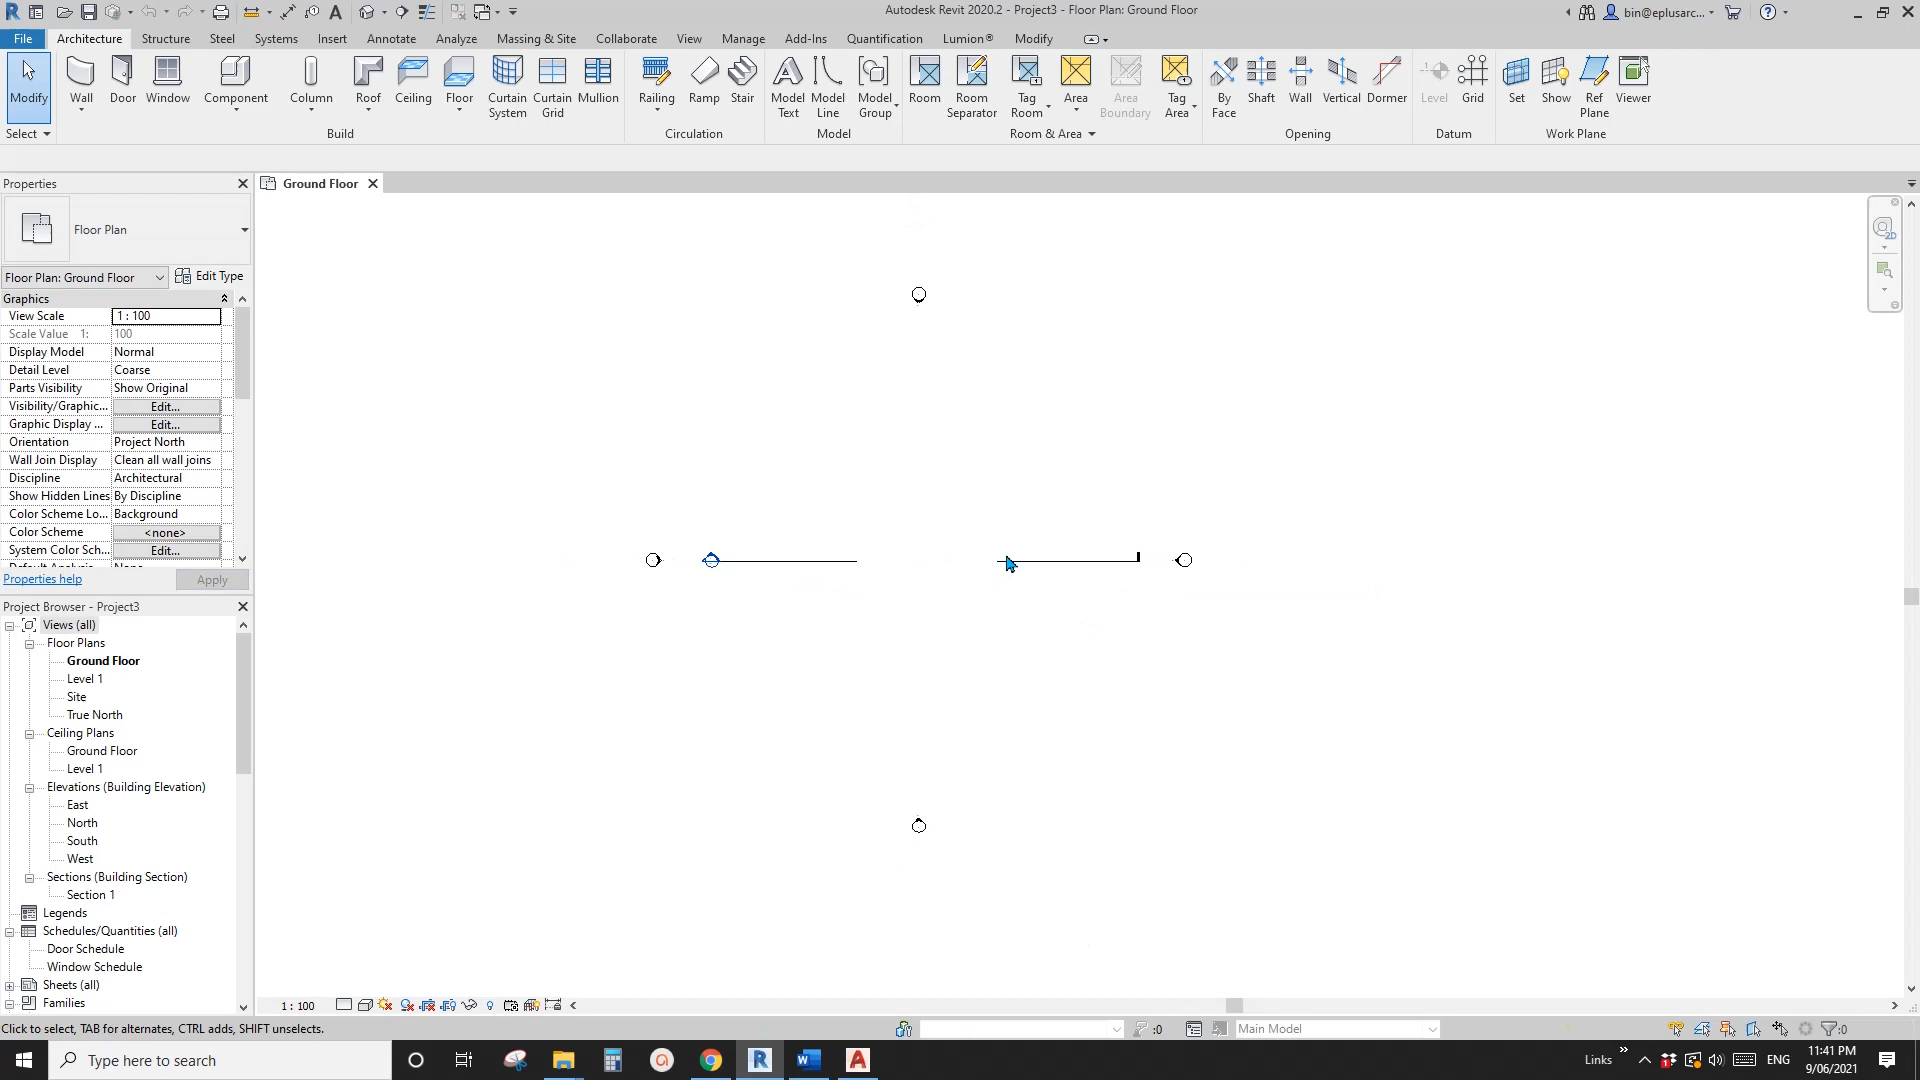 Autodesk Revit 2020.2 - Project3 - Floor Plan: Ground Floor
bin@eplusarc...
File Architecture Structure Steel Systems Insert Annotate Analyze Massing & Site Collaborate View Manage Add-Ins Quantification Lumion® Modify
Modify Wall Door Window Component Column Roof Ceiling Floor Curtain System Curtain Grid Mullion Railing Ramp Stair Model Text Model Line Model Group Room Room Separator Tag Room Area Area Boundary Tag Area By Face Shaft Wall Vertical Dormer Level Grid Set Show Ref Plane Viewer
Select Build Circulation Model Room & Area Opening Datum Work Plane
Properties
Ground Floor
Floor Plan
Floor Plan: Ground Floor Edit Type
Graphics
View Scale 1 : 100
Scale Value 1: 100
Display Model Normal
Detail Level Coarse
Parts Visibility Show Original
Visibility/Graphic... Edit...
Graphic Display ... Edit...
Orientation Project North
Wall Join Display Clean all wall joins
Discipline Architectural
Show Hidden Lines By Discipline
Color Scheme Lo... Background
Color Scheme <none>
System Color Sch... Edit...
Properties help Apply
Project Browser - Project3
Views (all)
Floor Plans
Ground Floor
Level 1
Site
True North
Ceiling Plans
Ground Floor
Level 1
Elevations (Building Elevation)
East
North
South
West
Sections (Building Section)
Section 1
Legends
Schedules/Quantities (all)
Door Schedule
Window Schedule
Sheets (all)
Families
1 : 100
Click to select, TAB for alternates, CTRL adds, SHIFT unselects.
:0
Main Model
:0
Type here to search
Links
ENG
11:41 PM
9/06/2021